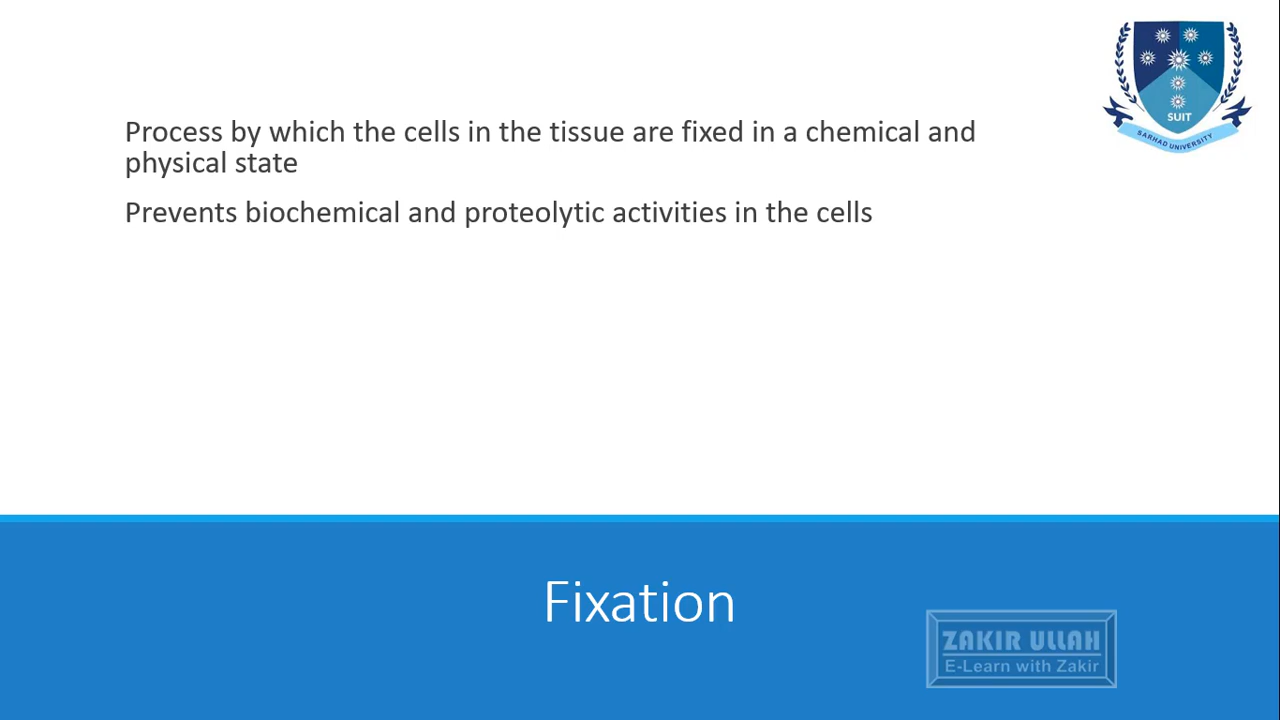 SUIT
SARHAD UNIVERSITY
Process by which the cells in the tissue are fixed in a chemical and
physical state
Prevents biochemical and proteolytic activities in the cells
Fixation
ZAKIR ULLAH
E-Learn with Zakir